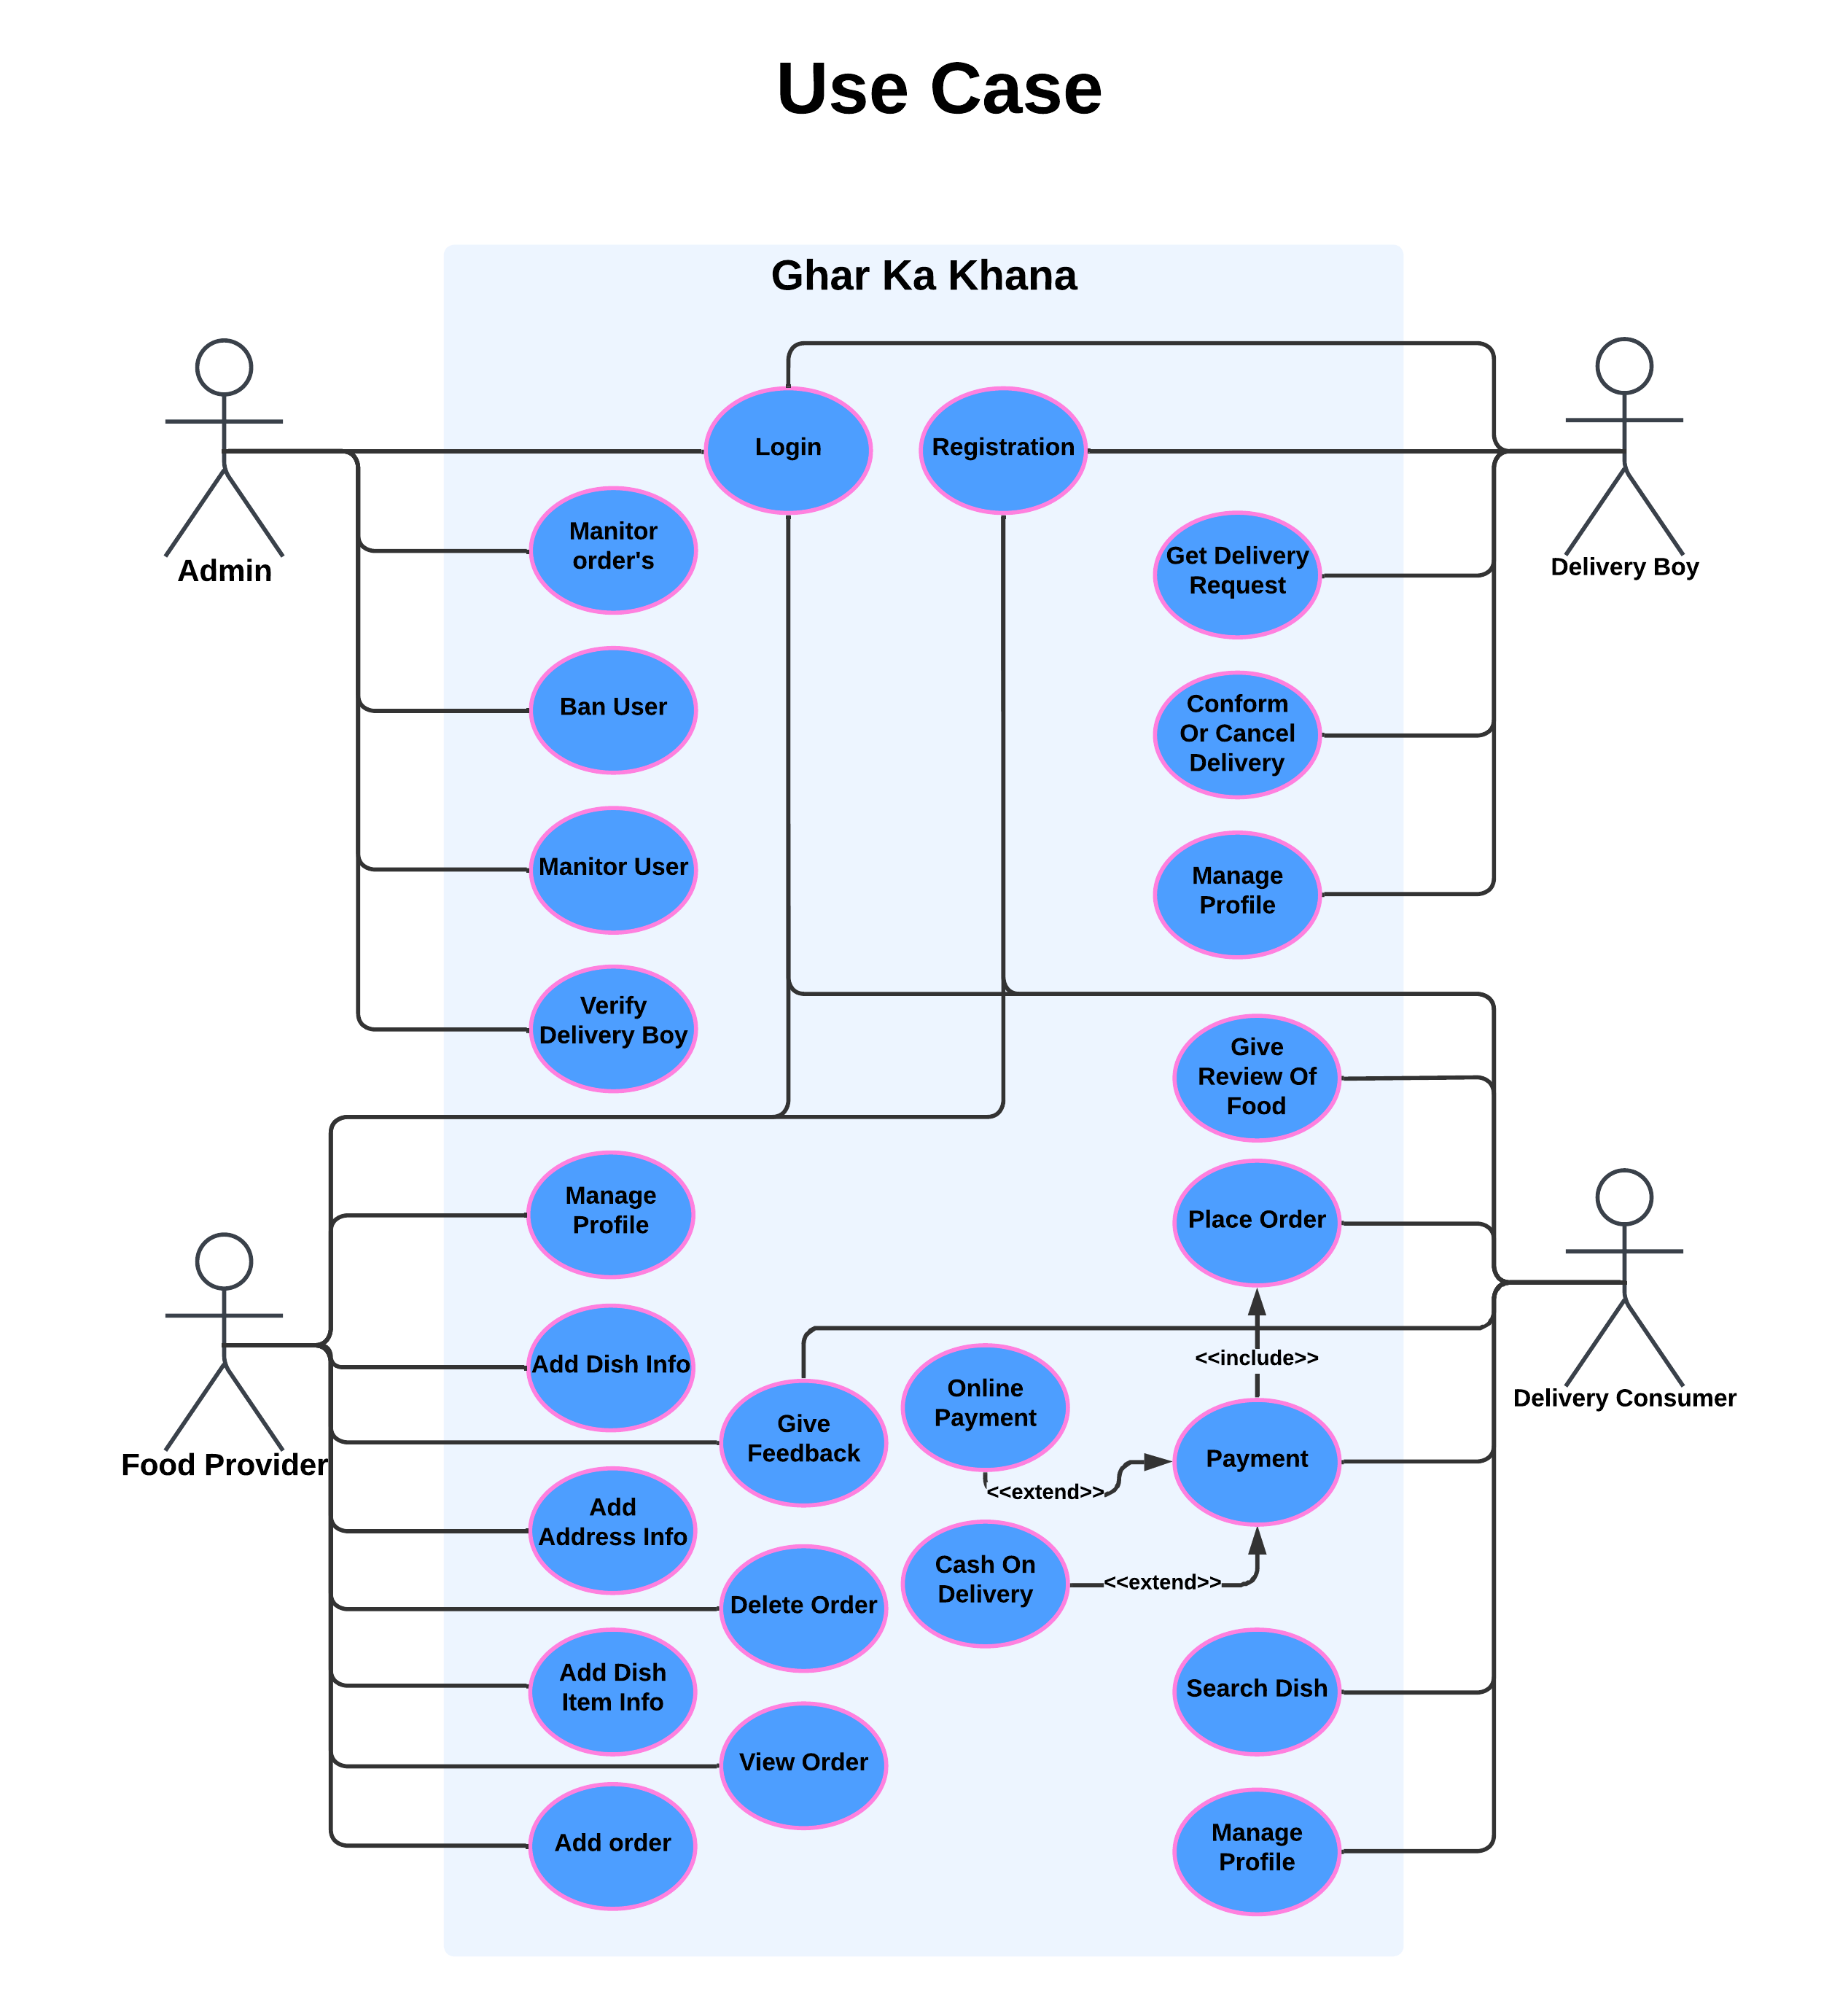 Use Case
Ghar Ka Khana
Login
Registration
Manitor
order's
Get Delivery
Request
Admin
Delivery Boy
Ban User
Conform
Or Cancel
Delivery
Manitor User
Manage
Profile
Verify
Delivery Boy
Give
Review Of
Food
Manage
Profile
Place Order
Add Dish Info
<<include>>
Online
Payment
Delivery Consumer
Give
Feedback
Food Provider
Payment
<<extend>>
Add
Address Info
Cash On
Delivery
<<extend>>
Delete Order
Add Dish
Item Info
Search Dish
View Order
Add order
Manage
Profile